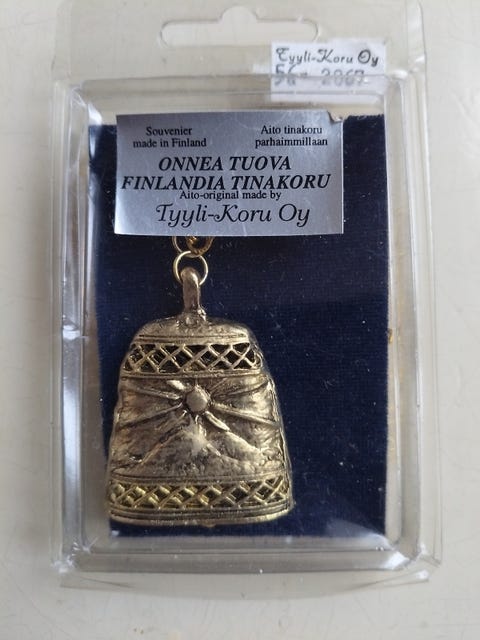 Tyyli-Koru Oy
Souvenier
made in Finland
Aito tinakoru
parhaimmillaan
ONNEA TUOVA
FINLANDIA TINAKORU
Aito-original made by
Tyyli-Koru Oy